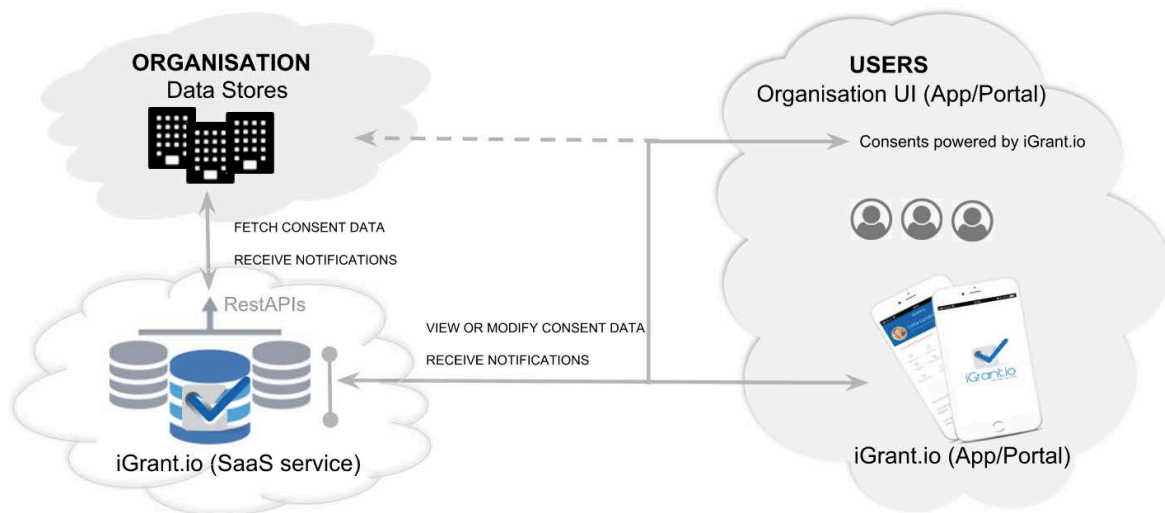 ORGANISATION
Data Stores
FETCH CONSENT DATA
RECEIVE NOTIFICATIONS
RestAPIs
iGrant.io (SaaS service)
VIEW OR MODIFY CONSENT DATA
RECEIVE NOTIFICATIONS
USERS
Organisation UI (App/Portal)
Consents powered by iGrant.io
iGrant.io
iGrant.io (App/Portal)